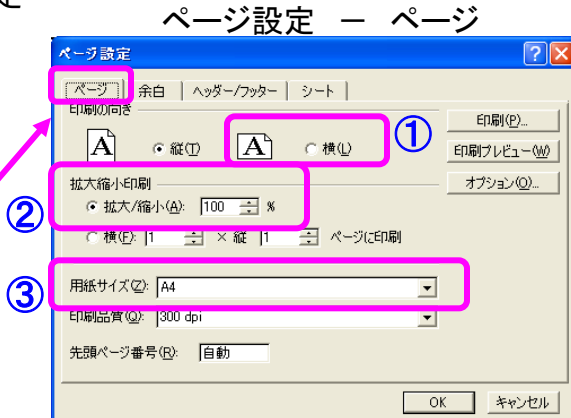 ページ設定 － ページ
ページ設定
ページ 余白 ヘッダー/フッター シート
印刷の向き
A 縦(T) A 横(L) ①
印刷(P)...
印刷プレビュー(W)
オプション(O)...
拡大縮小印刷
② 拡大/縮小(A): 100 %
横(F): 1 × 縦 1 ページに印刷
③ 用紙サイズ(Z): A4
印刷品質(Q): 300 dpi
先頭ページ番号(R): 自動
OK キャンセル